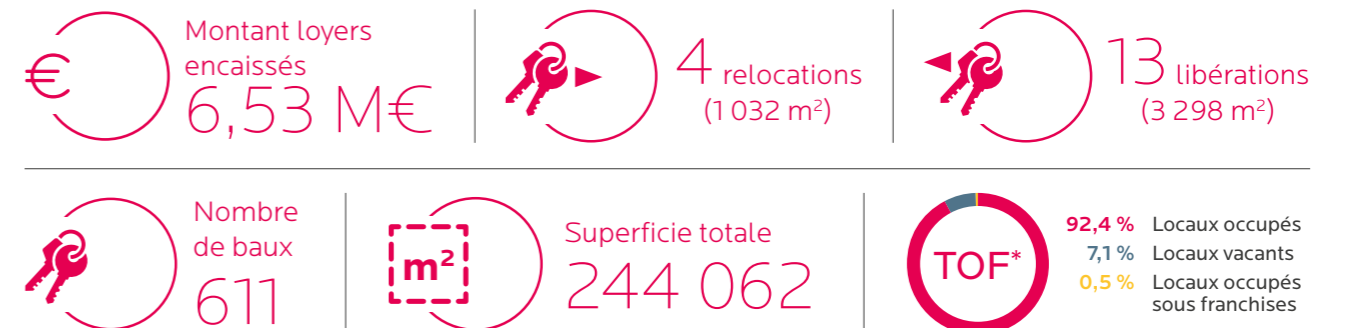 €
Montant loyers
encaissés
6,53 M€
4 relocations
(1 032 m²)
13 libérations
(3 298 m²)
Nombre
de baux
611
m²
Superficie totale
244 062
TOF*
92,4 % Locaux occupés
7,1 % Locaux vacants
0,5 % Locaux occupés
sous franchises